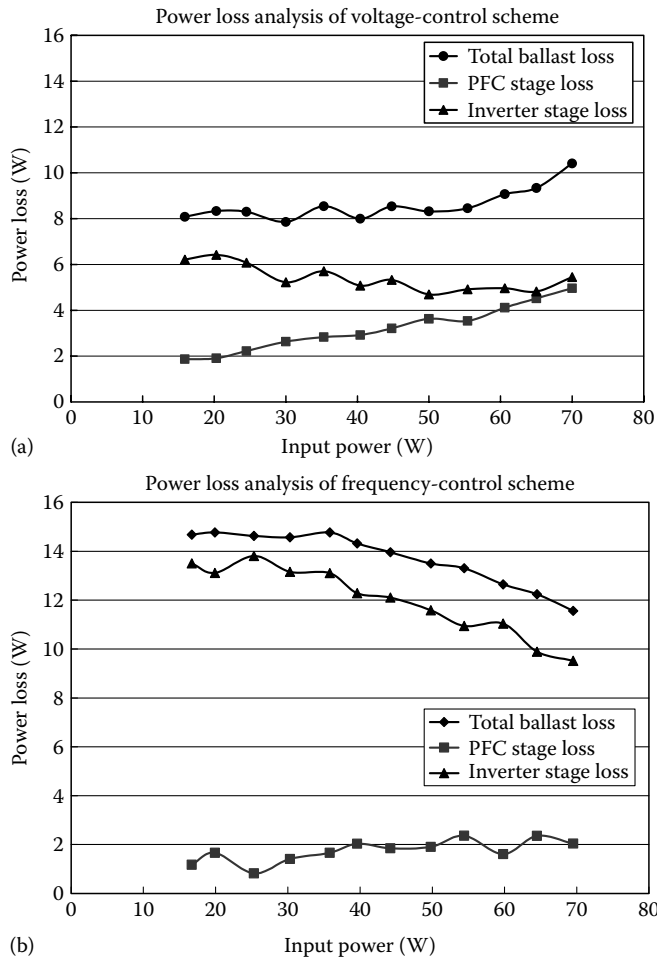 Power loss analysis of voltage-control scheme
16
14
12
10
8
6
4
2
0
Power loss (W)
Total ballast loss
PFC stage loss
Inverter stage loss
0 10 20 30 40 50 60 70 80
Input power (W)
(a)
Power loss analysis of frequency-control scheme
16
14
12
10
8
6
4
2
0
Power loss (W)
Total ballast loss
PFC stage loss
Inverter stage loss
0 10 20 30 40 50 60 70 80
Input power (W)
(b)